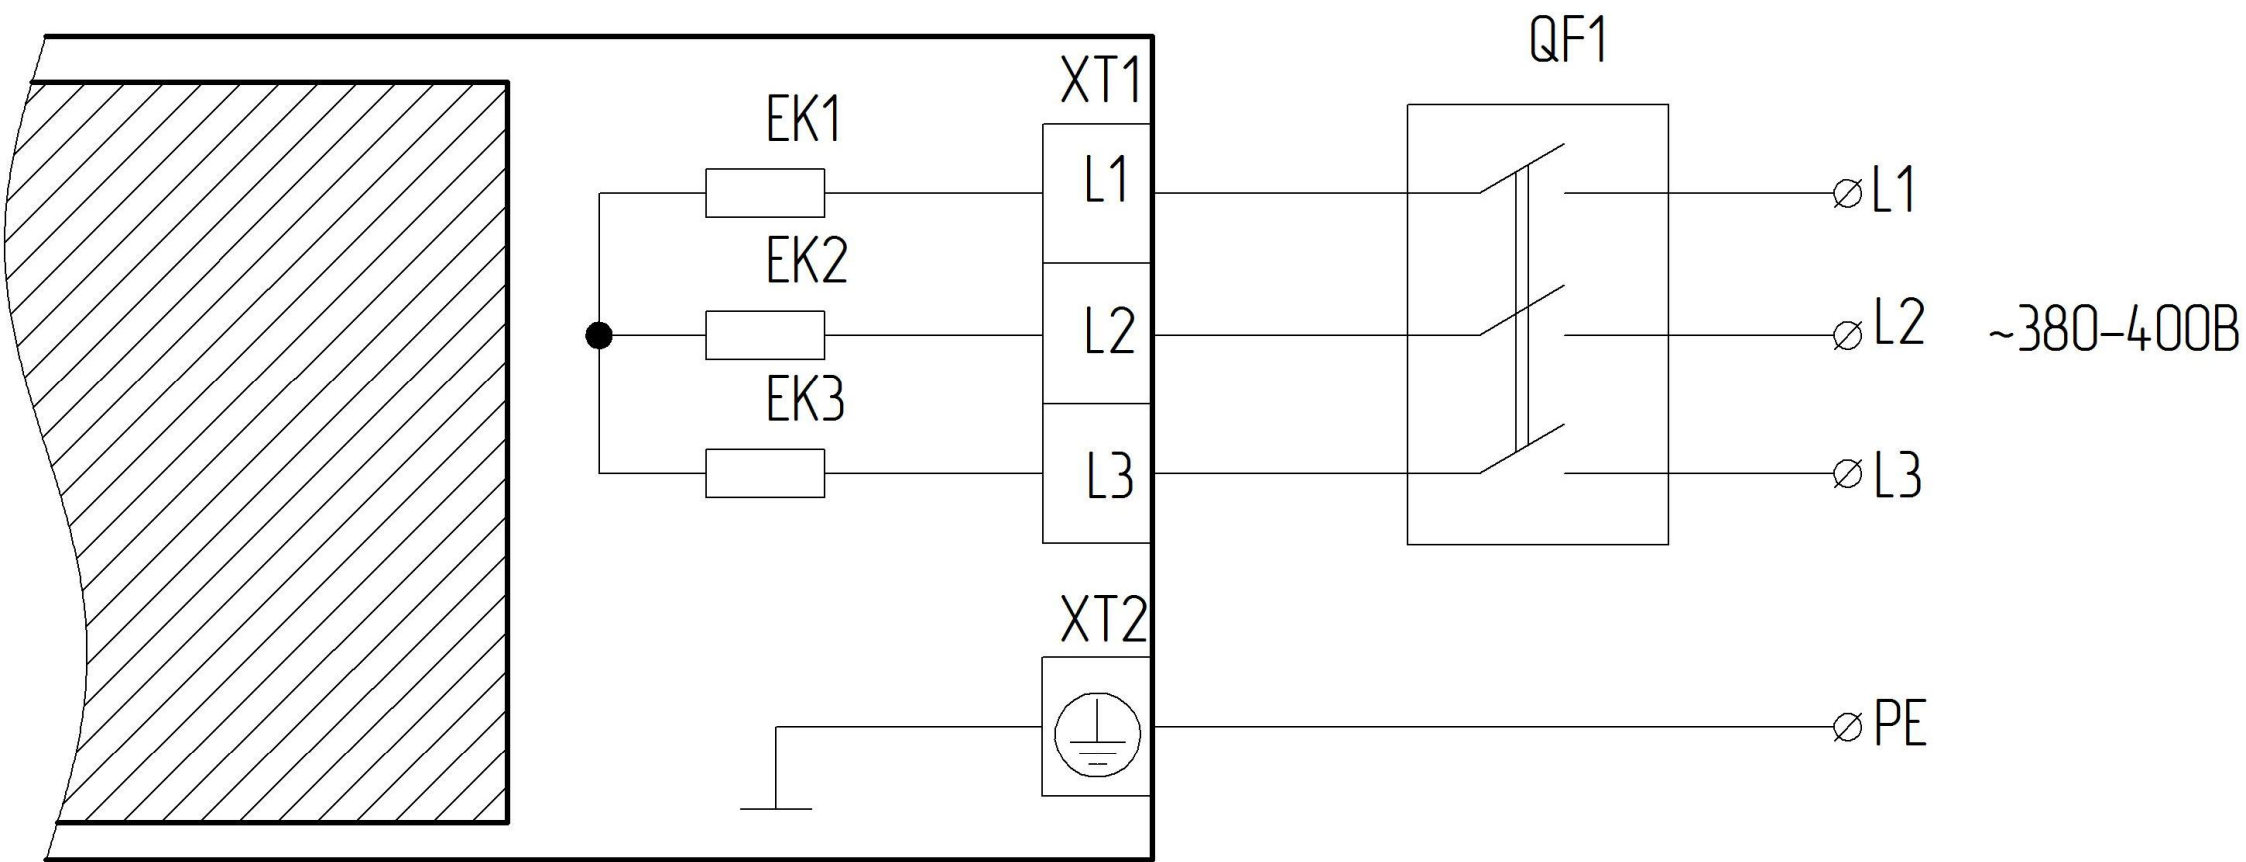 QF1
XT1
EK1
L1
L1
EK2
L2
L2
~380-400В
EK3
L3
L3
XT2
PE